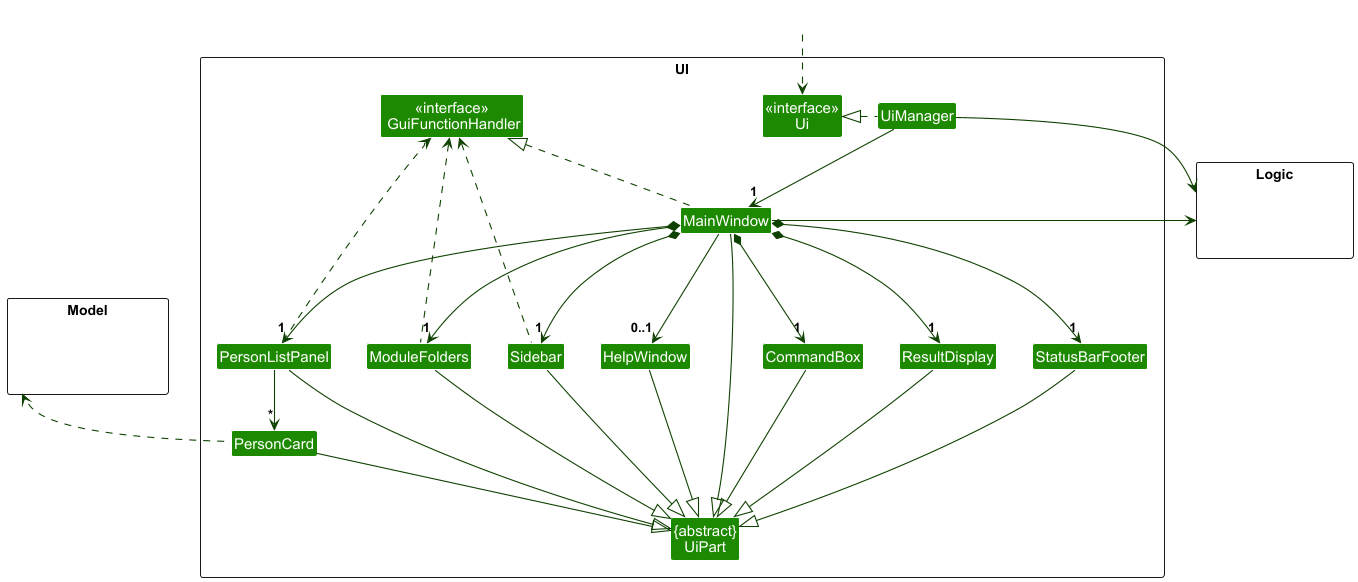 UI
«interface»
GuiFunctionHandler
«interface»
Ui
UiManager
Logic
1
MainWindow
Model
1
1
1
0..1
1
1
1
PersonListPanel
ModuleFolders
Sidebar
HelpWindow
CommandBox
ResultDisplay
StatusBarFooter
*
PersonCard
{abstract}
UiPart